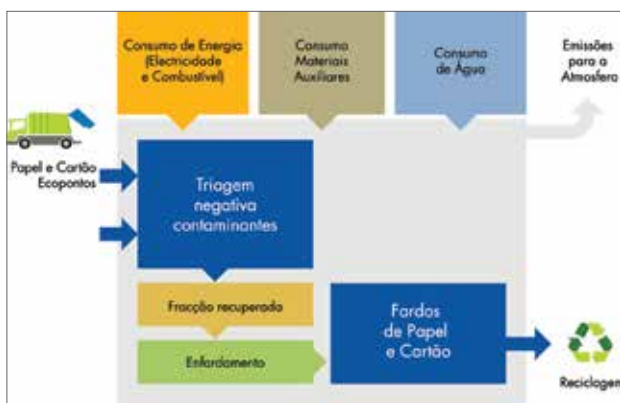 Consumo de Energia
(Electricidade
e Combustível)
Consumo
Materiais
Auxiliares
Consumo
de Água
Emissões
para a
Atmosfera
Papel e Cartão
Ecopontos
Triagem
negativa
contaminantes
Fracção recuperada
Enfardamento
Fardos
de Papel
e Cartão
Reciclagem